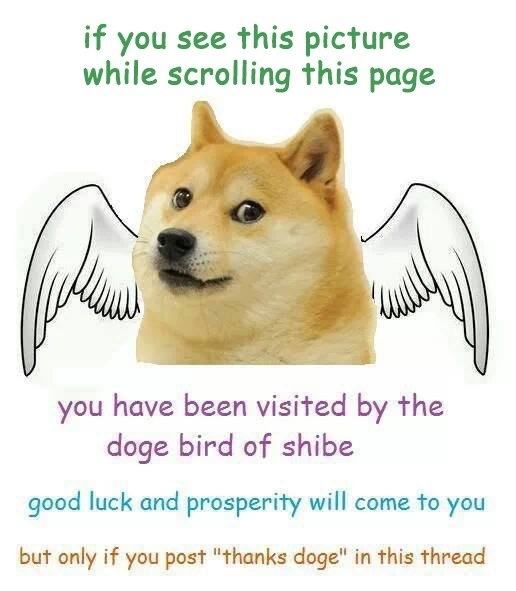 if you see this picture
while scrolling this page
you have been visited by the
doge bird of shibe
good luck and prosperity will come to you
but only if you post "thanks doge" in this thread